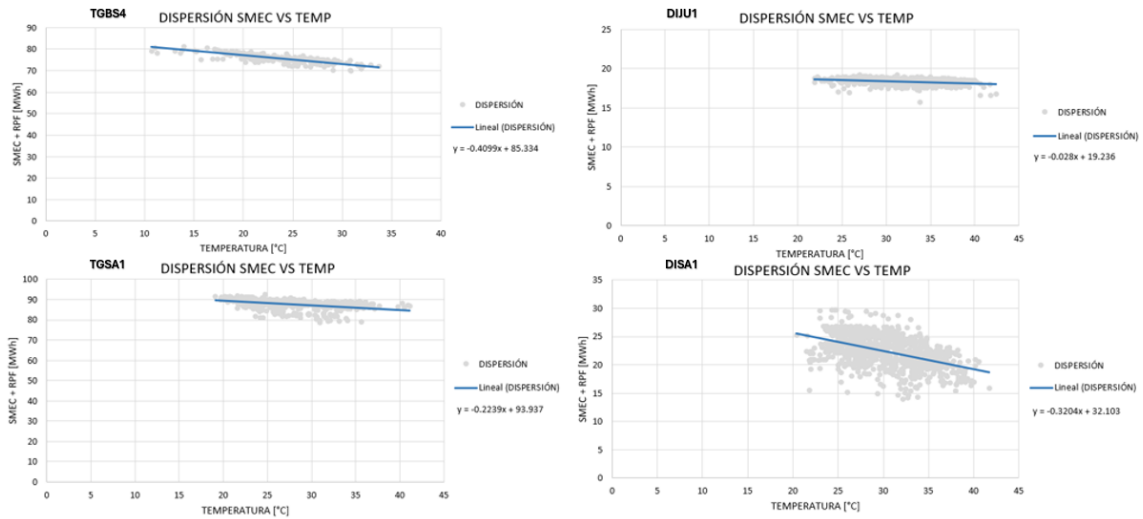 TGBS4
DISPERSIÓN SMEC VS TEMP
SMEC + RPF [MWh]
90
80
70
60
50
40
30
20
10
0
0 5 10 15 20 25 30 35 40
TEMPERATURA [°C]
DISPERSIÓN
Lineal (DISPERSIÓN)
y = -0.4099x + 85.334
DIJU1
DISPERSIÓN SMEC VS TEMP
SMEC + RPF [MWh]
25
20
15
10
5
0
0 5 10 15 20 25 30 35 40 45
TEMPERATURA [°C]
DISPERSIÓN
Lineal (DISPERSIÓN)
y = -0.028x + 19.236
TGSA1
DISPERSIÓN SMEC VS TEMP
SMEC + RPF [MWh]
100
90
80
70
60
50
40
30
20
10
0
0 5 10 15 20 25 30 35 40 45
TEMPERATURA [°C]
DISPERSIÓN
Lineal (DISPERSIÓN)
y = -0.2239x + 93.937
DISA1
DISPERSIÓN SMEC VS TEMP
SMEC + RPF [MWh]
35
30
25
20
15
10
5
0
0 5 10 15 20 25 30 35 40 45
TEMPERATURA [°C]
DISPERSIÓN
Lineal (DISPERSIÓN)
y = -0.3204x + 32.103